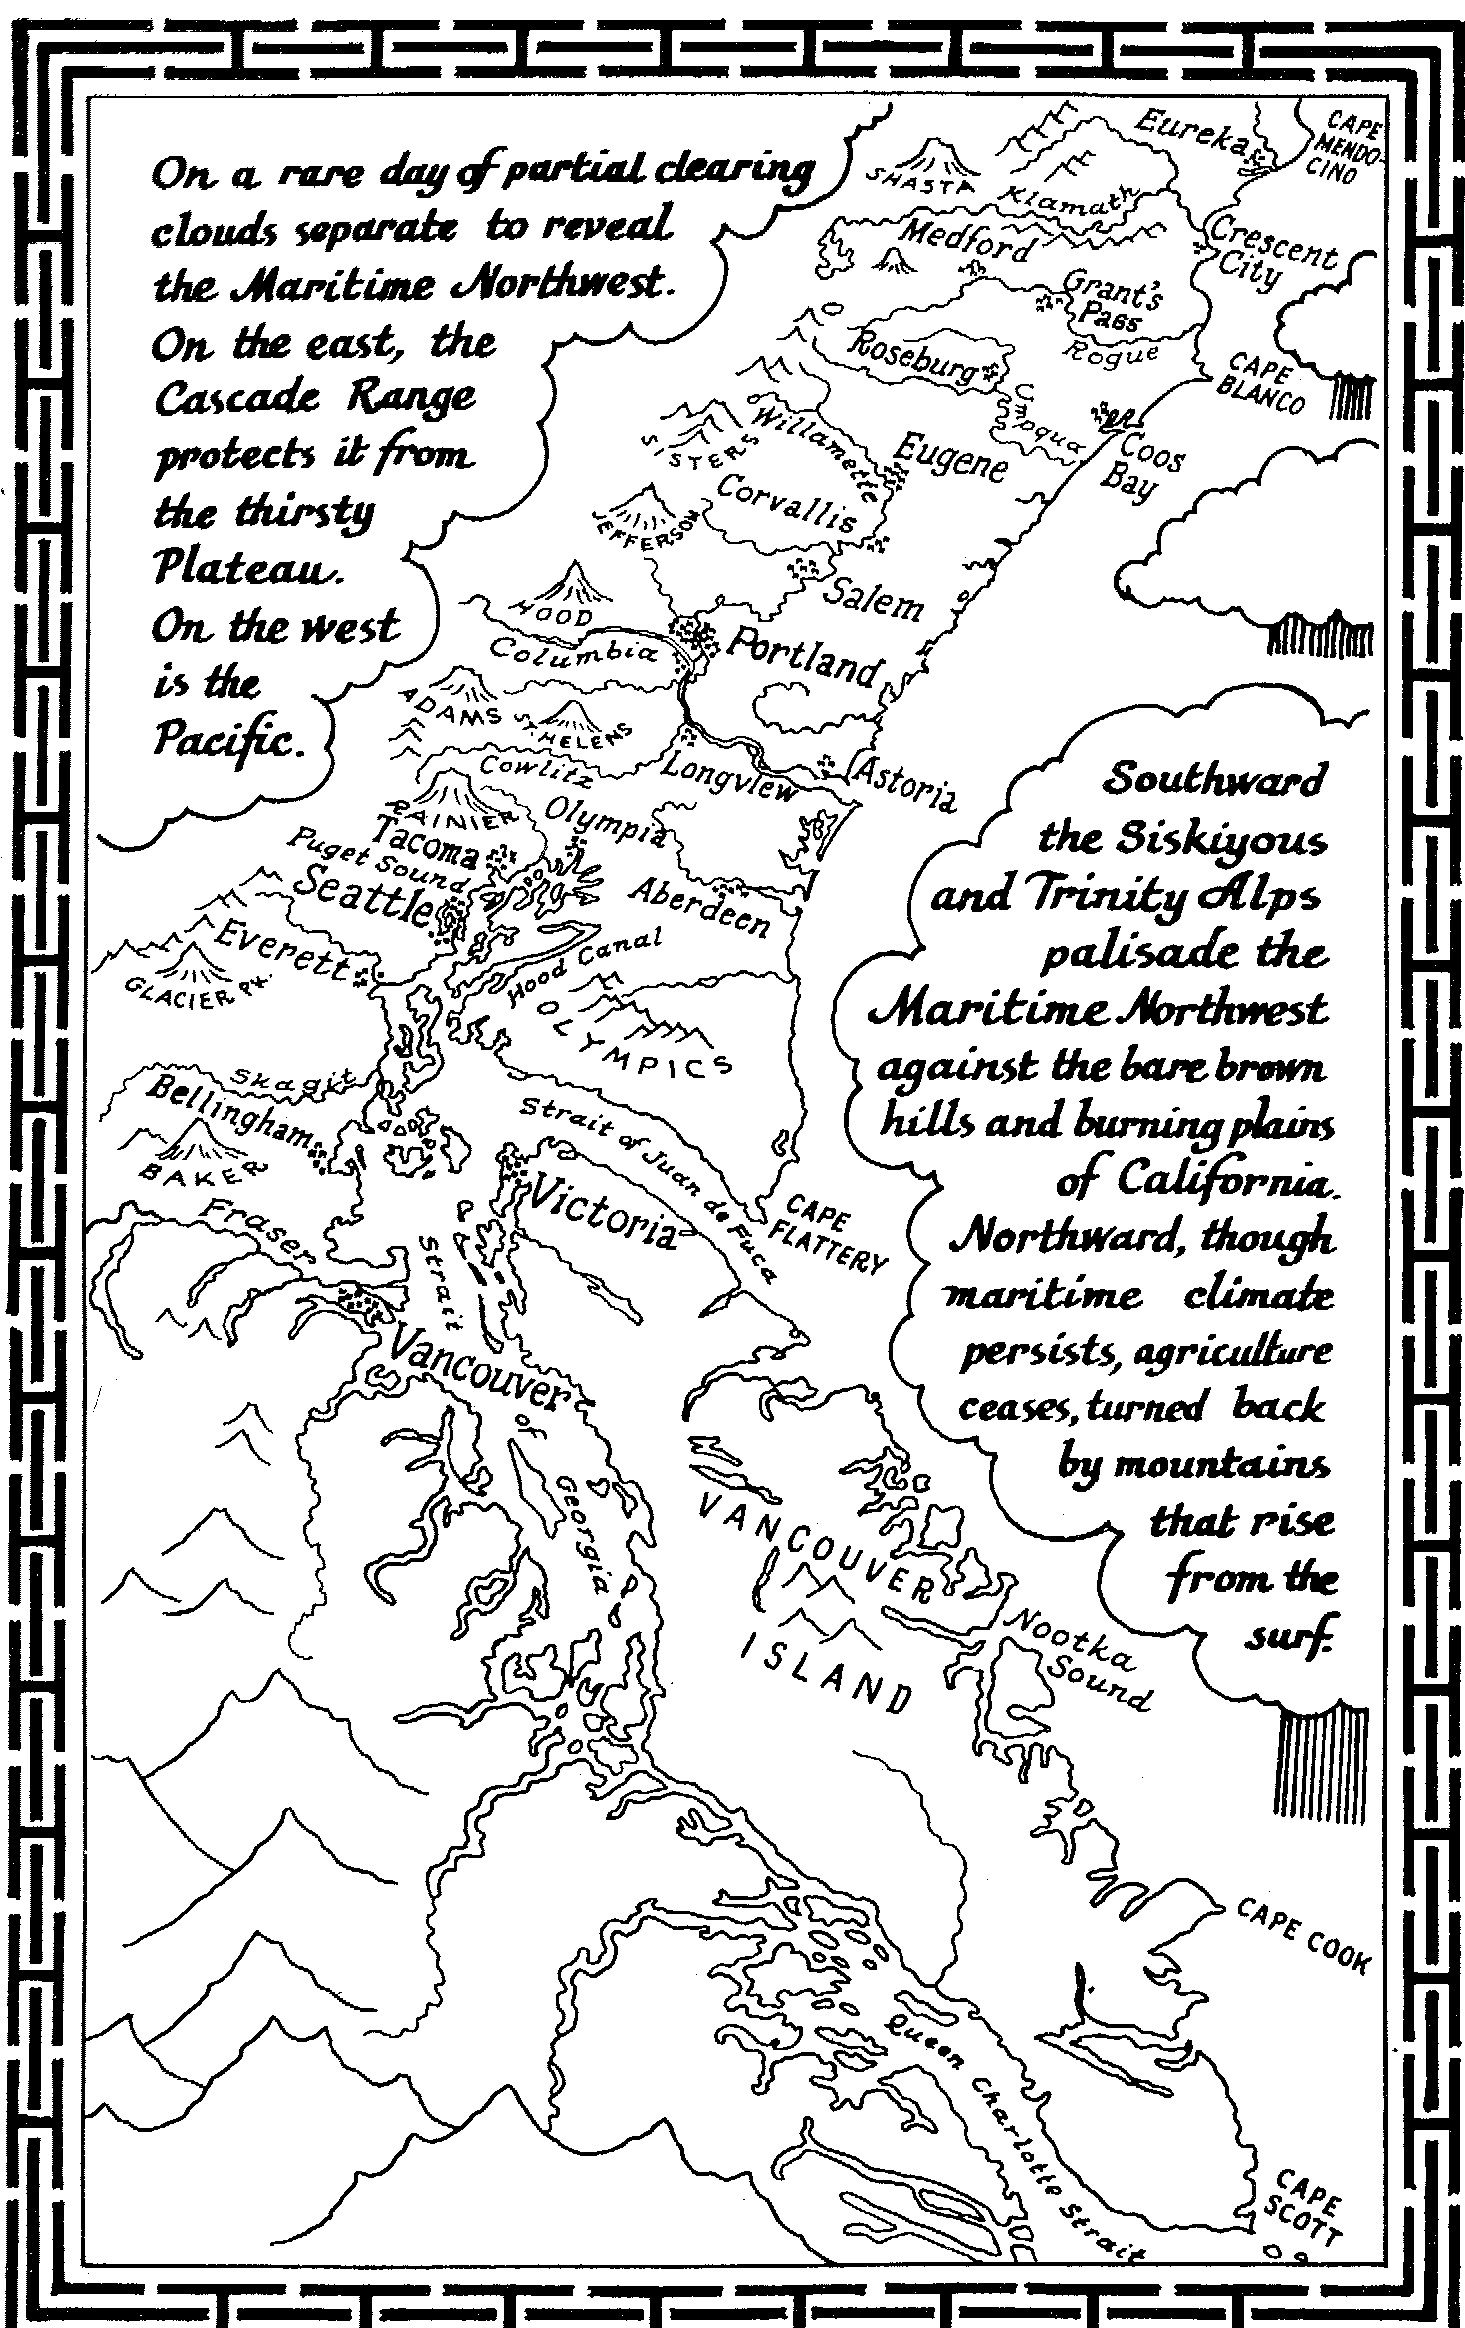 On a rare day of partial clearing
clouds separate to reveal
the Maritime Northwest.
On the east, the
Cascade Range
protects it from
the thirsty
Plateau.
On the west
is the
Pacific.
Eureka
CAPE
MENDO-
CINO
SHASTA
Klamath
Medford
Crescent
City
Grant's
Pass
Rogue
Roseburg
CAPE
BLANCO
Umpqua
Willamette
SISTERS
Eugene
Coos
Bay
Corvallis
JEFFERSON
Salem
HOOD
Columbia
Portland
ADAMS
ST. HELENS
Cowlitz
Longview
Astoria
RAINIER
Olympia
Tacoma
Puget Sound
Seattle
Aberdeen
Everett
Hood Canal
GLACIER PK.
OLYMPICS
Skagit
Bellingham
BAKER
Strait of Juan de Fuca
Victoria
CAPE
FLATTERY
Fraser
Strait
of
Georgia
Vancouver
VANCOUVER
ISLAND
Nootka
Sound
CAPE COOK
Queen Charlotte Strait
CAPE
SCOTT
Southward
the Siskiyous
and Trinity Alps
palisade the
Maritime Northwest
against the bare brown
hills and burning plains
of California.
Northward, though
maritime climate
persists, agriculture
ceases, turned back
by mountains
that rise
from the
surf.